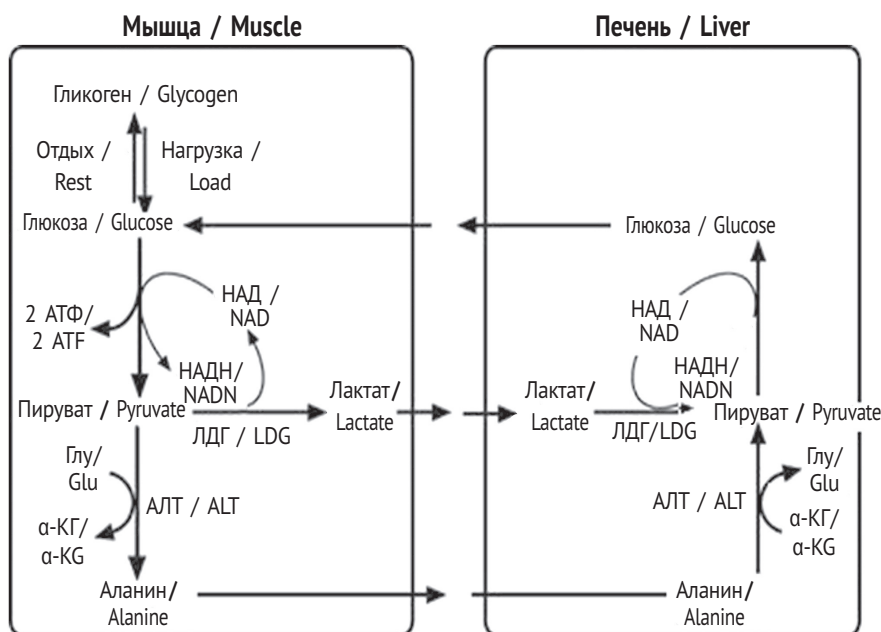 Мышца / Muscle
Печень / Liver
Гликоген / Glycogen
Отдых /
Rest
Нагрузка /
Load
Глюкоза / Glucose
Глюкоза / Glucose
НАД /
NAD
2 АТФ/
2 ATF
НАДН/
NADN
Пируват / Pyruvate
ЛДГ / LDG
Лактат/
Lactate
Глу/
Glu
АЛТ / ALT
α-КГ/
α-KG
Аланин/
Alanine
НАД /
NAD
НАДН/
NADN
Лактат/
Lactate
ЛДГ/LDG
Пируват / Pyruvate
Глу/
Glu
АЛТ / ALT
α-КГ/
α-KG
Аланин/
Alanine